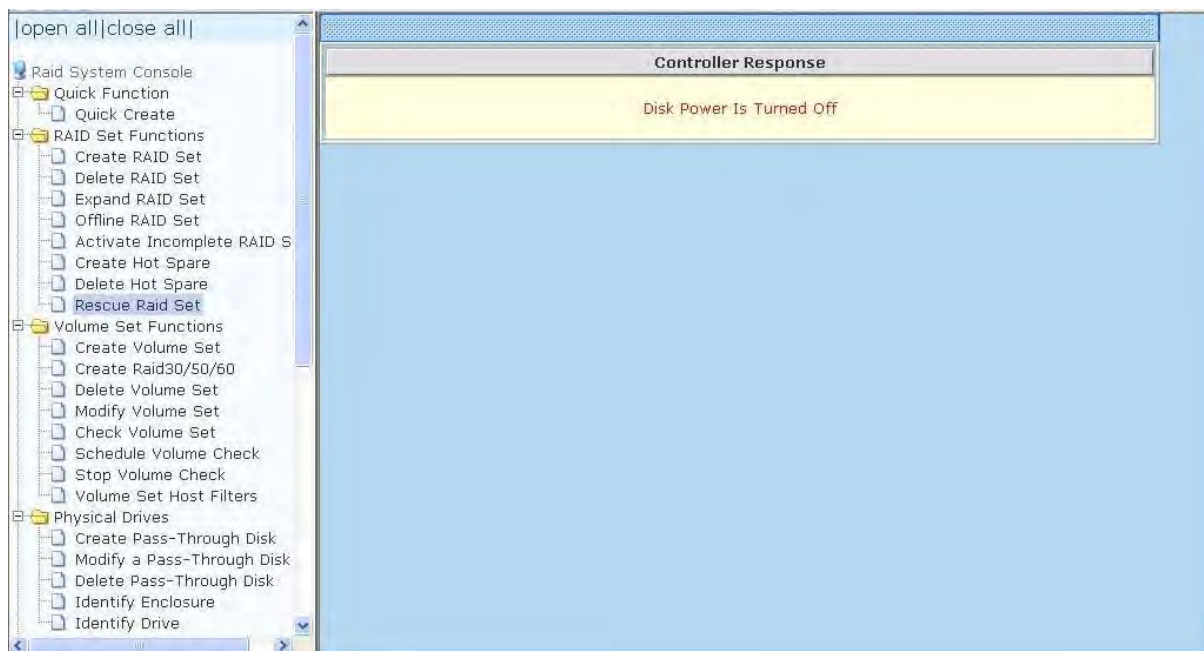 |open all|close all|
Raid System Console
Quick Function
Quick Create
RAID Set Functions
Create RAID Set
Delete RAID Set
Expand RAID Set
Offline RAID Set
Activate Incomplete RAID S
Create Hot Spare
Delete Hot Spare
Rescue Raid Set
Volume Set Functions
Create Volume Set
Create Raid30/50/60
Delete Volume Set
Modify Volume Set
Check Volume Set
Schedule Volume Check
Stop Volume Check
Volume Set Host Filters
Physical Drives
Create Pass-Through Disk
Modify a Pass-Through Disk
Delete Pass-Through Disk
Identify Enclosure
Identify Drive
Controller Response
Disk Power Is Turned Off